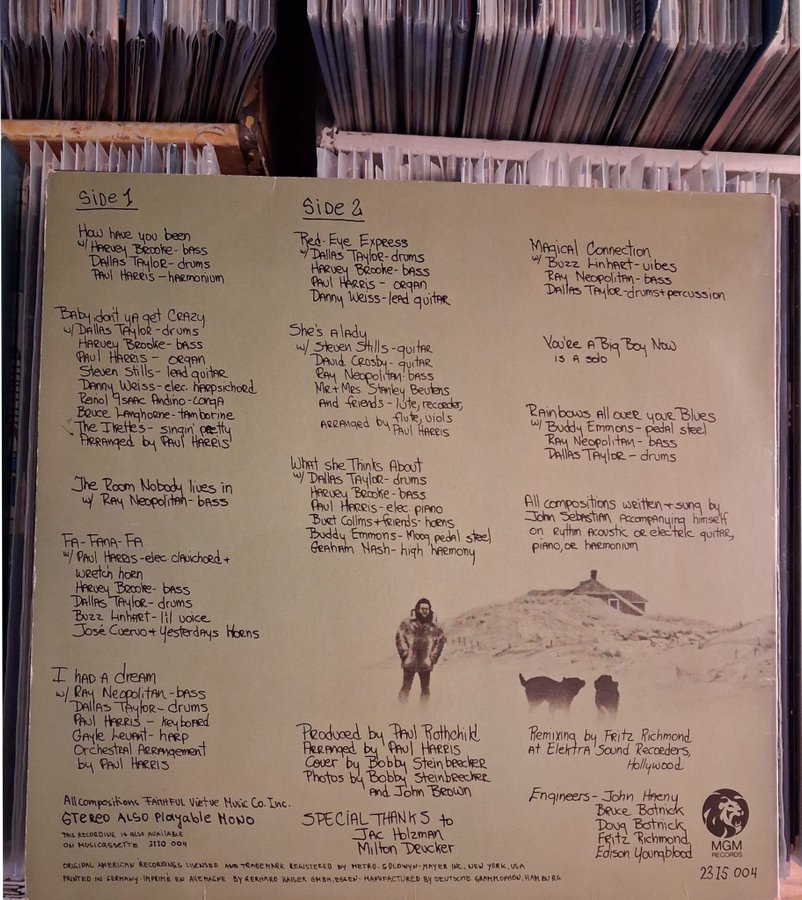 Side 1
How have you been
w/ Harvey Brooke - bass
Dallas Taylor - drums
Paul Harris - harmonium
Baby, don't ya get crazy
w/ Dallas Taylor - drums
Harvey Brooke - bass
Paul Harris - organ
Steven Stills - lead guitar
Danny Weiss - elec. harpsichord
Reinol Isaac Andino - conga
Bruce Langhorne - tamborine
The Ikettes - singin' pretty
Arranged by Paul Harris
The Room Nobody lives in
w/ Ray Neopolitan - bass
Fa-Fana-Fa
w/ Paul Harris - elec clavichord +
wretch horn
Harvey Brooke - bass
Dallas Taylor - drums
Buzz Linhart - li'l voice
José Cuervo + Yesterdays Horns
I had a dream
w/ Ray Neopolitan - bass
Dallas Taylor - drums
Paul Harris - keyboard
Gayle Levant - harp
Orchestral Arrangement
by Paul Harris
All compositions Faithful Virtue Music Co. Inc.
Stereo Also Playable Mono
This recording is also available
on Musicassette 3110 004
Side 2
Red-Eye Express
w/ Dallas Taylor - drums
Harvey Brooke - bass
Paul Harris - organ
Danny Weiss - lead guitar
She's a lady
w/ Steven Stills - guitar
David Crosby - guitar
Ray Neopolitan - bass
Mr + Mrs Stanley Beutens
and friends - lute, recorder,
flute, viols
arranged by Paul Harris
What she Thinks About
w/ Dallas Taylor - drums
Harvey Brooke - bass
Paul Harris - elec piano
Burt Collins + friends - horns
Buddy Emmons - Moog, pedal steel
Graham Nash - high harmony
Magical Connection
w/ Buzz Linhart - vibes
Ray Neopolitan - bass
Dallas Taylor - drums + percussion
You're A Big Boy Now
is a solo
Rainbows All over your Blues
w/ Buddy Emmons - pedal steel
Ray Neopolitan - bass
Dallas Taylor - drums
All compositions written + sung by
John Sebastian accompanying himself
on rythm acoustic or electric guitar,
piano, or harmonium
Produced by Paul Rothchild
Arranged by Paul Harris
Cover by Bobby Steinbrecker
Photos by Bobby Steinbrecker
and John Brown
SPECIAL THANKS to
Jac Holzman
Milton Deucker
Remixing by Fritz Richmond
at Elektra Sound Recorders,
Hollywood
Engineers - John Haeny
Bruce Botnick
Doug Botnick
Fritz Richmond
Edison Youngblood
MGM
RECORDS
2315 004
Original American recordings licensed and trademark registered by Metro-Goldwyn-Mayer Inc., New York, USA
Printed in Germany - Imprimé en Allemagne by Gerhard Kaiser GmbH, Essen - Manufactured by Deutsche Grammophon, Hamburg